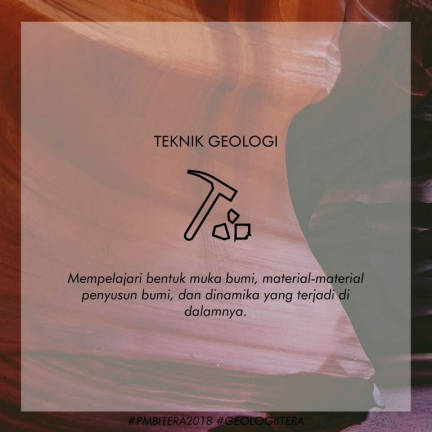 TEKNIK GEOLOGI
Mempelajari bentuk muka bumi, material-material
penyusun bumi, dan dinamika yang terjadi di
dalamnya.
#PMBITERA2018 #GEOLOGIITERA